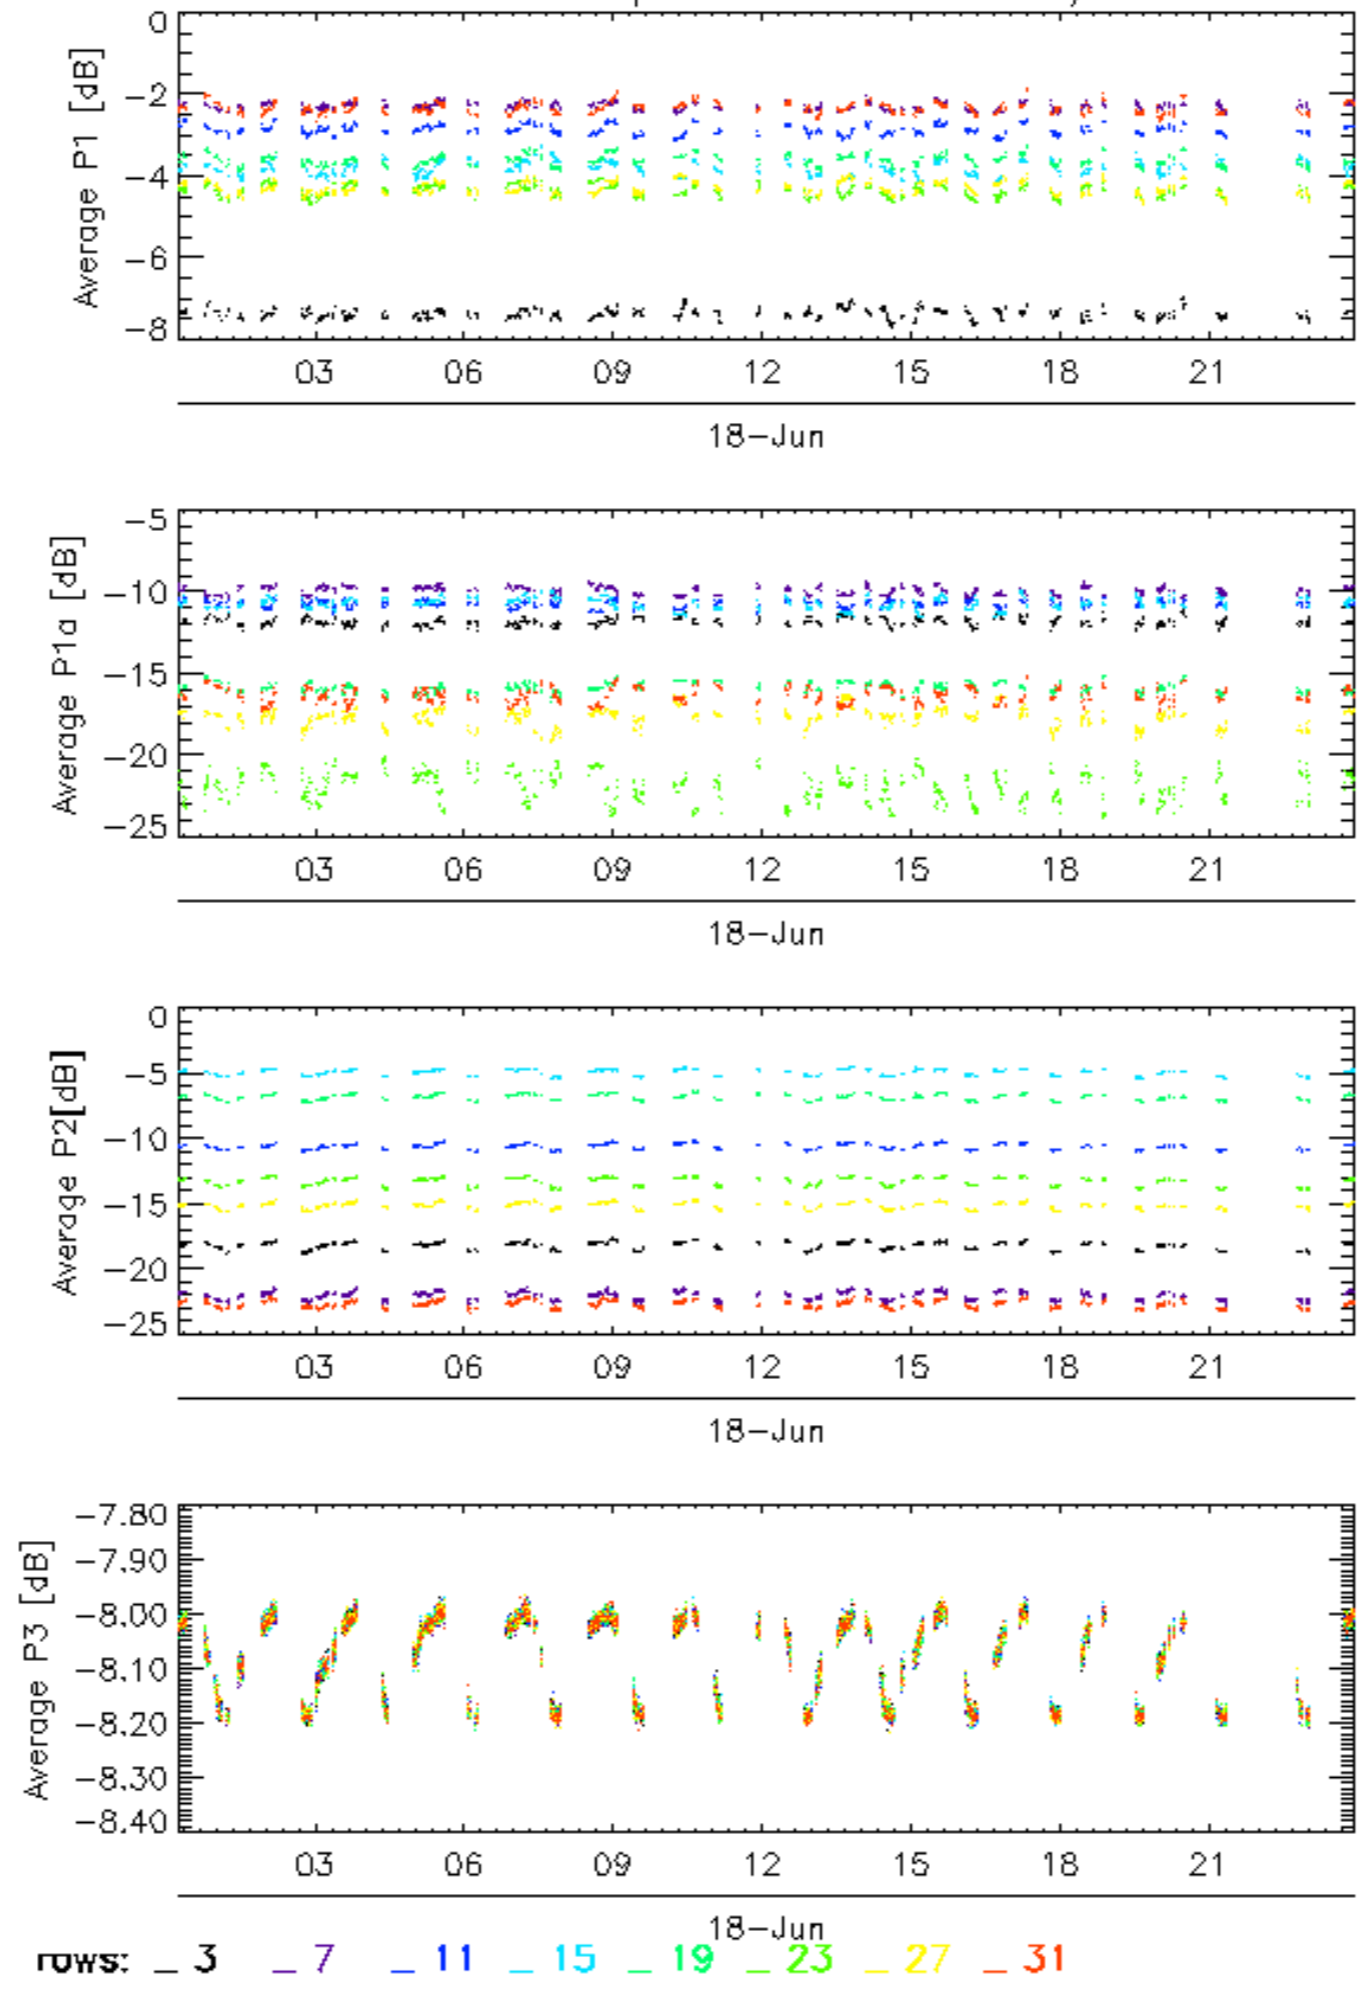 Average P1 [dB]
0
−2
−4
−6
−8
03 06 09 12 15 18 21
18−Jun
Average P1a [dB]
−5
−10
−15
−20
−25
03 06 09 12 15 18 21
18−Jun
Average P2[dB]
0
−5
−10
−15
−20
−25
03 06 09 12 15 18 21
18−Jun
Average P3 [dB]
−7.80
−7.90
−8.00
−8.10
−8.20
−8.30
−8.40
03 06 09 12 15 18 21
18−Jun
rows: _ 3 _ 7 _ 11 _ 15 _ 19 _ 23 _ 27 _ 31